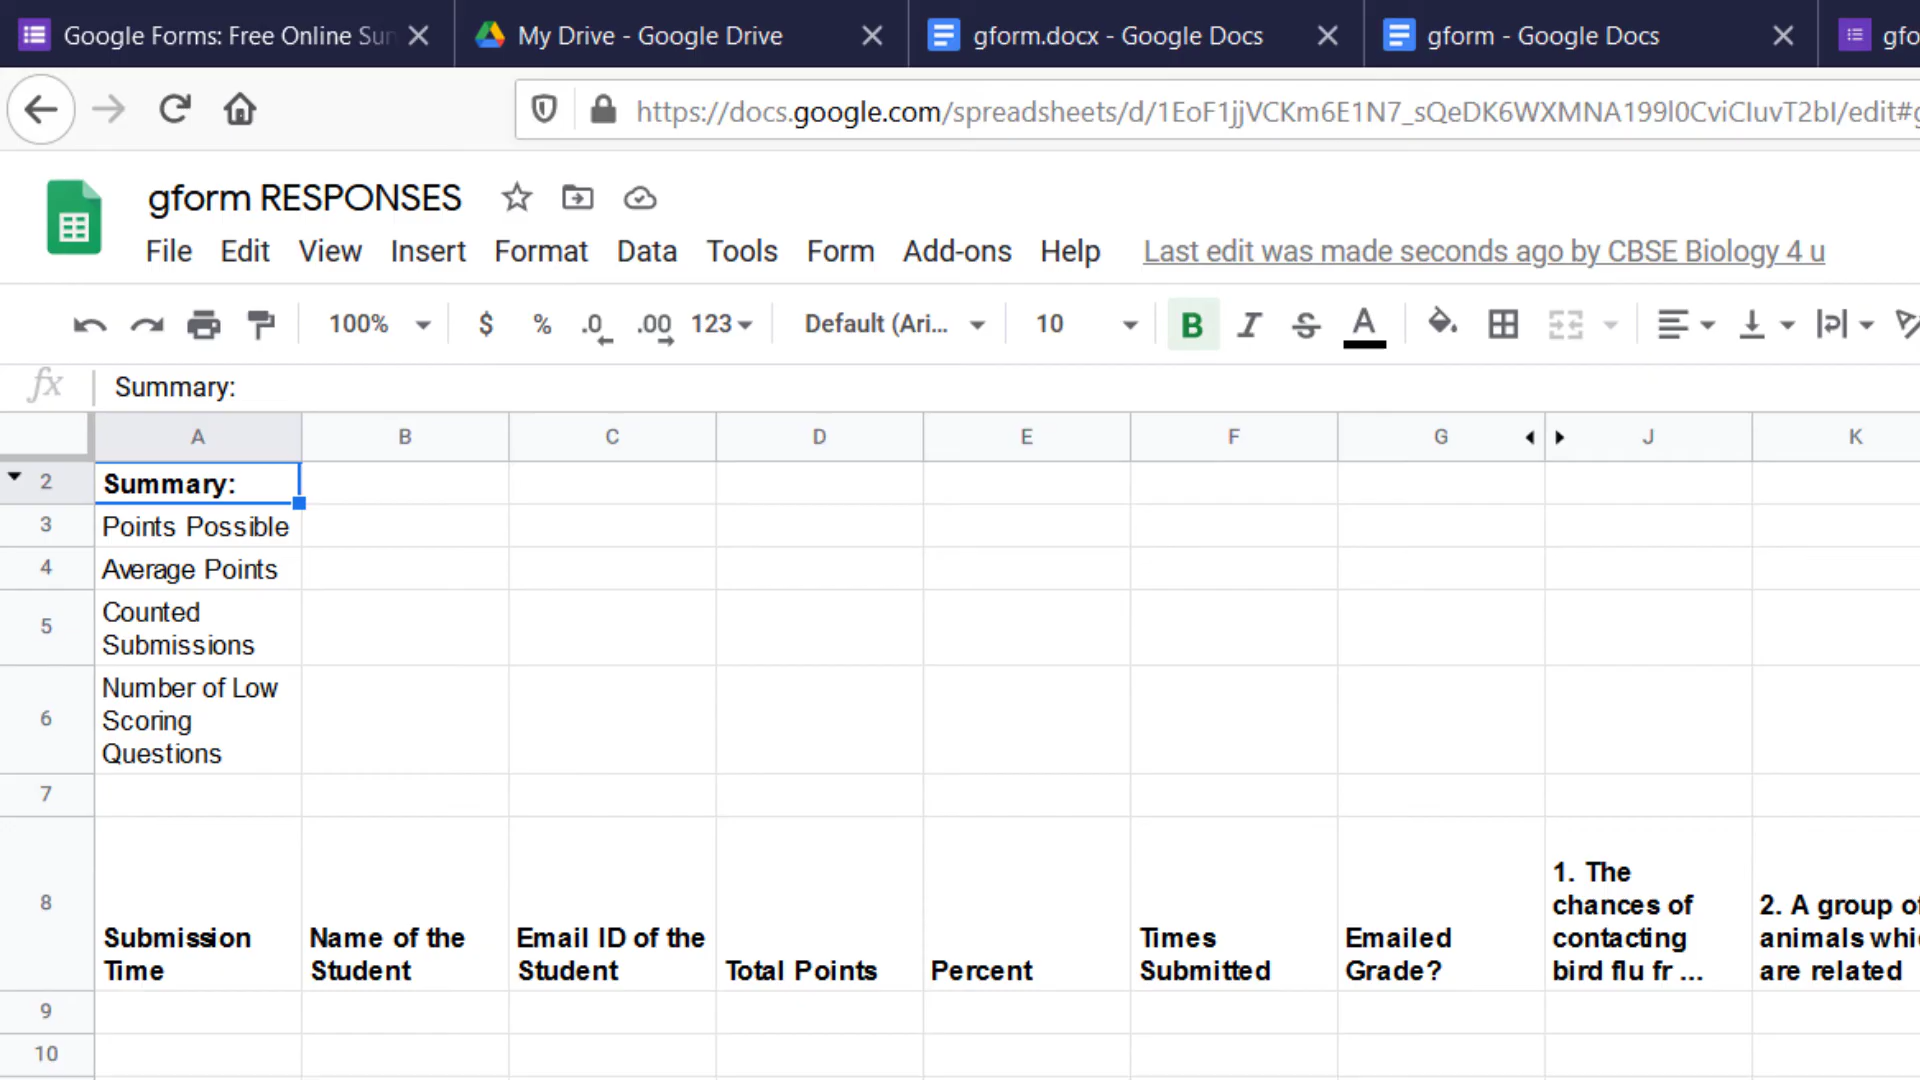 Google Forms: Free Online Sur
My Drive - Google Drive
gform.docx - Google Docs
gform - Google Docs
gfo
https://docs.google.com/spreadsheets/d/1EoF1jjVCKm6E1N7_sQeDK6WXMNA199l0CviCIuvT2bI/edit#g
gform RESPONSES
File Edit View Insert Format Data Tools Form Add-ons Help Last edit was made seconds ago by CBSE Biology 4 u
100% $ % .0 .00 123 Default (Ari... 10 B I S A
fx Summary:
A B C D E F G J K
2 Summary:
3 Points Possible
4 Average Points
5 Counted
Submissions
6 Number of Low
Scoring
Questions
7
8
Submission
Time
Name of the
Student
Email ID of the
Student
Total Points
Percent
Times
Submitted
Emailed
Grade?
1. The
chances of
contacting
bird flu fr ...
2. A group of
animals whi
are related
9
10